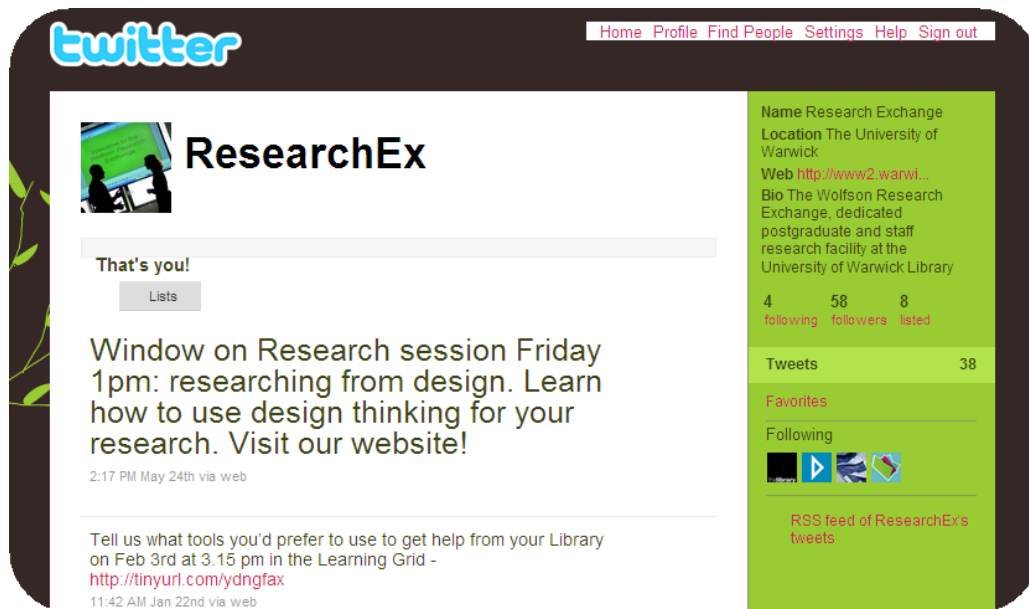 twitter
Home Profile Find People Settings Help Sign out
ResearchEx
That's you!
Lists
Window on Research session Friday
1pm: researching from design. Learn
how to use design thinking for your
research. Visit our website!
2:17 PM May 24th via web
Tell us what tools you'd prefer to use to get help from your Library
on Feb 3rd at 3.15 pm in the Learning Grid -
http://tinyurl.com/ydngfax
11:42 AM Jan 22nd via web
Name Research Exchange
Location The University of
Warwick
Web http://www2.warwi...
Bio The Wolfson Research
Exchange, dedicated
postgraduate and staff
research facility at the
University of Warwick Library
4 58 8
following followers listed
Tweets 38
Favorites
Following
RSS feed of ResearchEx's
tweets